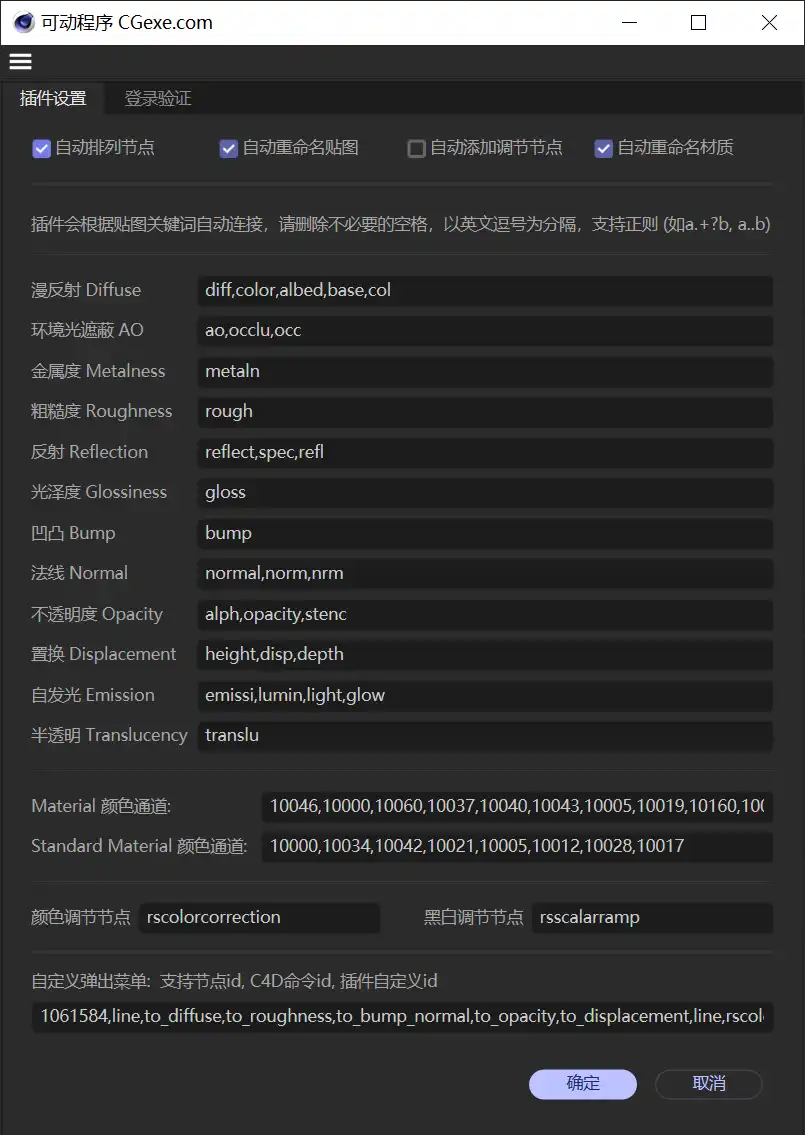 可动程序 CGexe.com
插件设置 登录验证
自动排列节点 自动重命名贴图 自动添加调节节点 自动重命名材质
插件会根据贴图关键词自动连接，请删除不必要的空格，以英文逗号为分隔，支持正则 (如a.+?b, a..b)
漫反射 Diffuse diff,color,albed,base,col
环境光遮蔽 AO ao,occlu,occ
金属度 Metalness metaln
粗糙度 Roughness rough
反射 Reflection reflect,spec,refl
光泽度 Glossiness gloss
凹凸 Bump bump
法线 Normal normal,norm,nrm
不透明度 Opacity alph,opacity,stenc
置换 Displacement height,disp,depth
自发光 Emission emissi,lumin,light,glow
半透明 Translucency translu
Material 颜色通道: 10046,10000,10060,10037,10040,10043,10005,10019,10160,100
Standard Material 颜色通道: 10000,10034,10042,10021,10005,10012,10028,10017
颜色调节节点 rscolorcorrection 黑白调节节点 rsscalarramp
自定义弹出菜单: 支持节点id, C4D命令id, 插件自定义id
1061584,line,to_diffuse,to_roughness,to_bump_normal,to_opacity,to_displacement,line,rscol
确定 取消